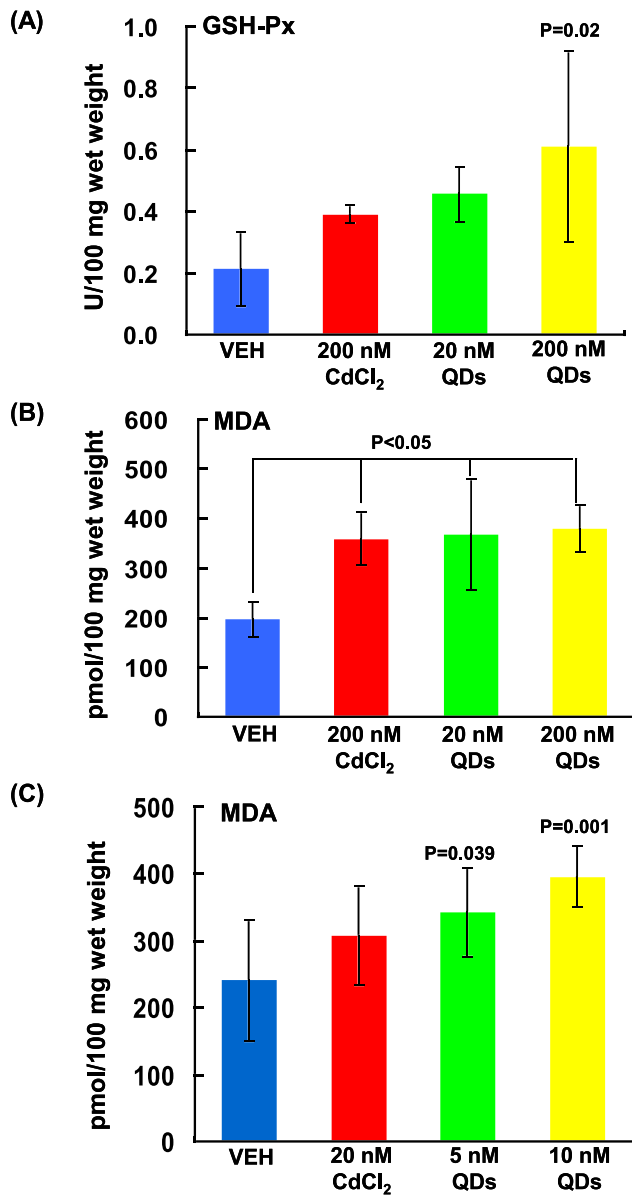 (A)
GSH-Px
P=0.02
U/100 mg wet weight
1.0
0.8
0.6
0.4
0.2
0.0
VEH 200 nM 20 nM 200 nM
CdCl₂ QDs QDs
(B)
MDA
P<0.05
pmol/100 mg wet weight
600
500
400
300
200
100
0
VEH 200 nM 20 nM 200 nM
CdCl₂ QDs QDs
(C)
MDA
P=0.001
P=0.039
pmol/100 mg wet weight
500
400
300
200
100
0
VEH 20 nM 5 nM 10 nM
CdCl₂ QDs QDs